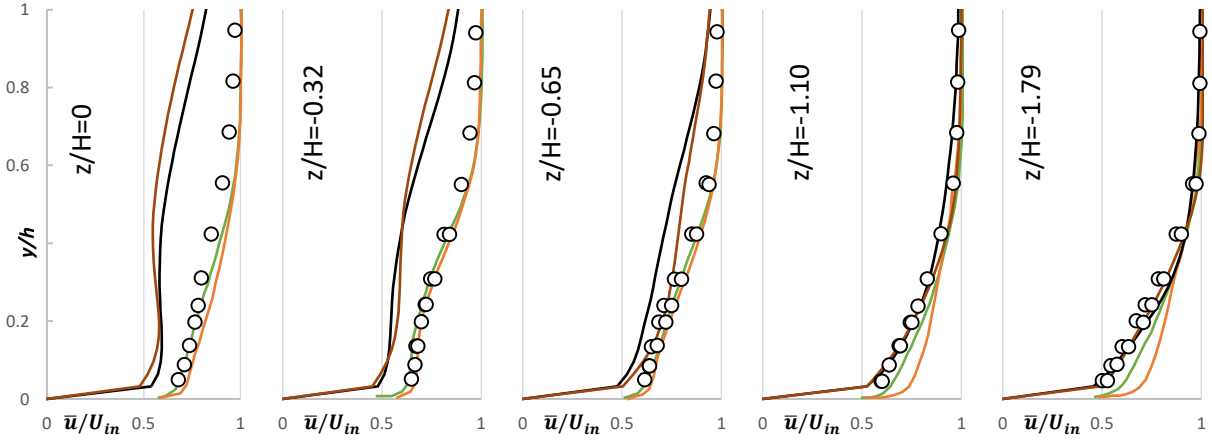 1
0.8
0.6
0.4
0.2
0
y/h
z/H=0
z/H=-0.32
z/H=-0.65
z/H=-1.10
z/H=-1.79
0 u̅/U_in 0.5 1
0 u̅/U_in 0.5 1
0 u̅/U_in 0.5 1
0 u̅/U_in 0.5 1
0 u̅/U_in 0.5 1